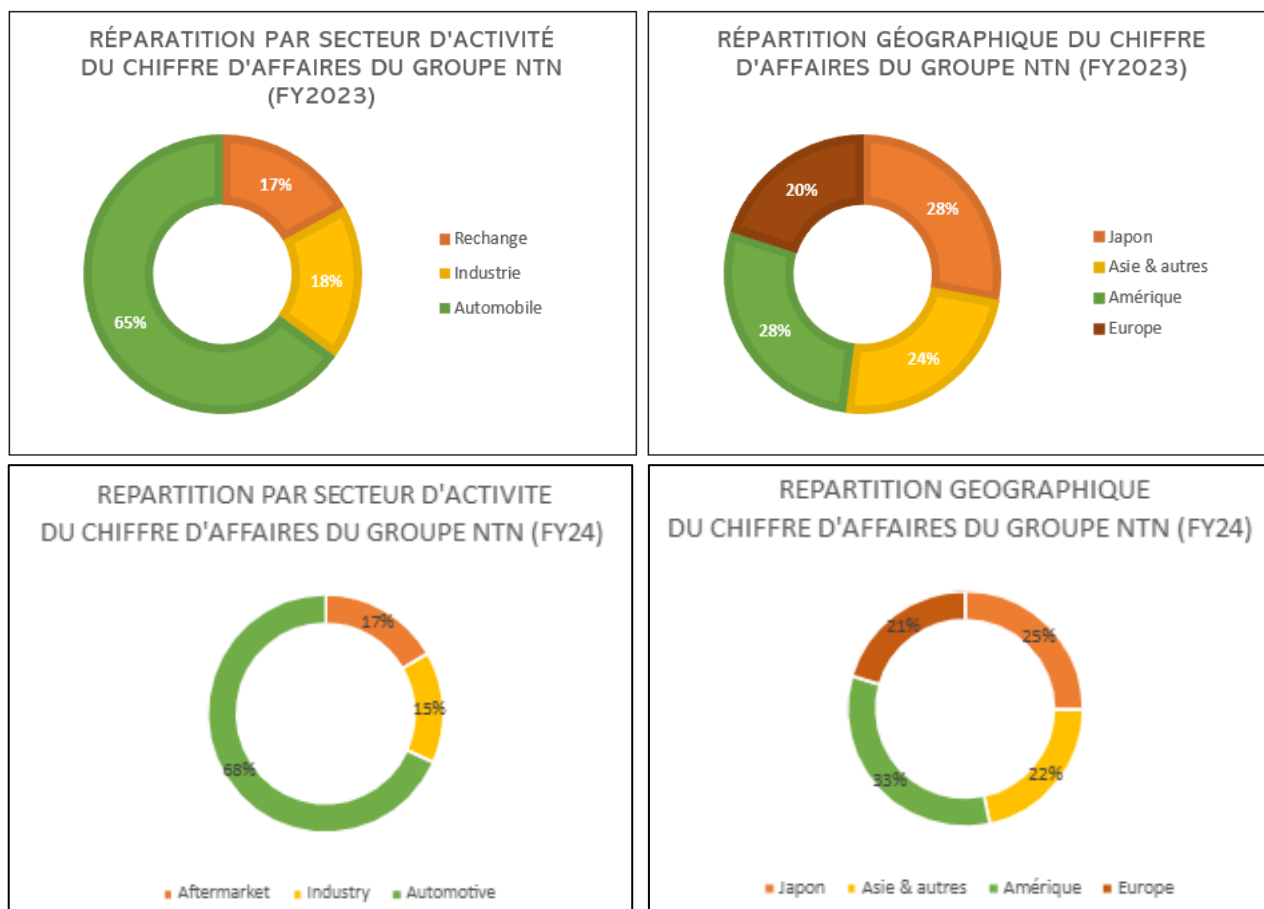 RÉPARATITION PAR SECTEUR D'ACTIVITÉ
DU CHIFFRE D'AFFAIRES DU GROUPE NTN
(FY2023)
17%
18%
65%
Rechange
Industrie
Automobile
RÉPARTITION GÉOGRAPHIQUE DU CHIFFRE
D'AFFAIRES DU GROUPE NTN (FY2023)
20%
28%
28%
24%
Japon
Asie & autres
Amérique
Europe
REPARTITION PAR SECTEUR D'ACTIVITE
DU CHIFFRE D'AFFAIRES DU GROUPE NTN (FY24)
17%
15%
68%
Aftermarket Industry Automotive
REPARTITION GEOGRAPHIQUE
DU CHIFFRE D'AFFAIRES DU GROUPE NTN (FY24)
21%
25%
33%
22%
Japon Asie & autres Amérique Europe